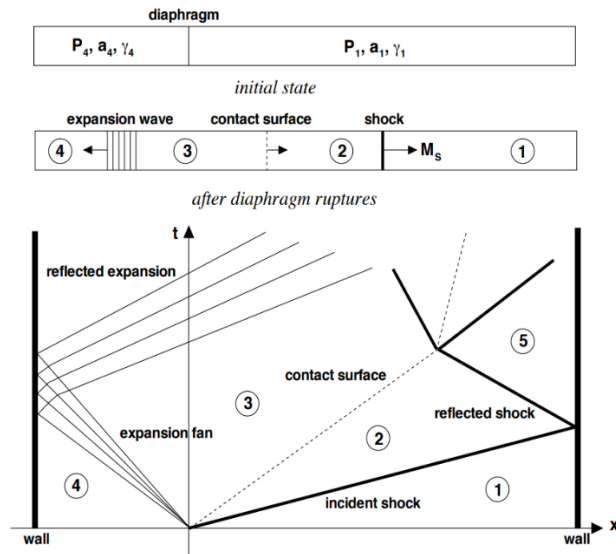 diaphragm
P4, a4, γ4
P1, a1, γ1
initial state
expansion wave
contact surface
shock
4
3
2
Ms
1
after diaphragm ruptures
t
reflected expansion
5
contact surface
3
reflected shock
expansion fan
2
4
incident shock
1
x
wall
wall